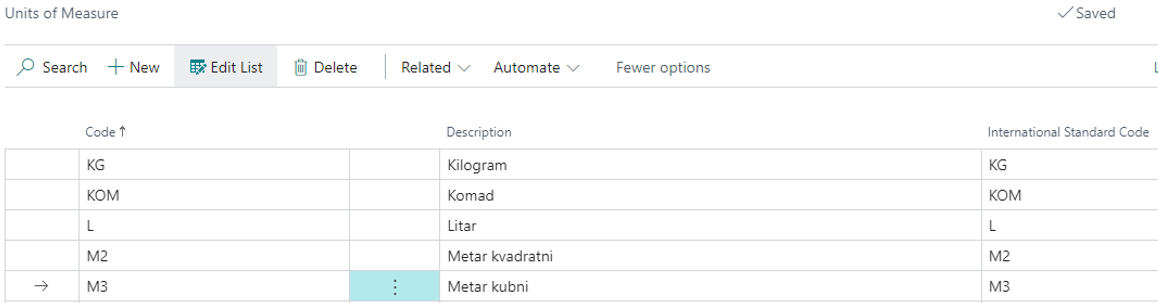 Units of Measure Saved
Search New Edit List Delete Related Automate Fewer options
Code Description International Standard Code
KG Kilogram KG
KOM Komad KOM
L Litar L
M2 Metar kvadratni M2
M3 Metar kubni M3